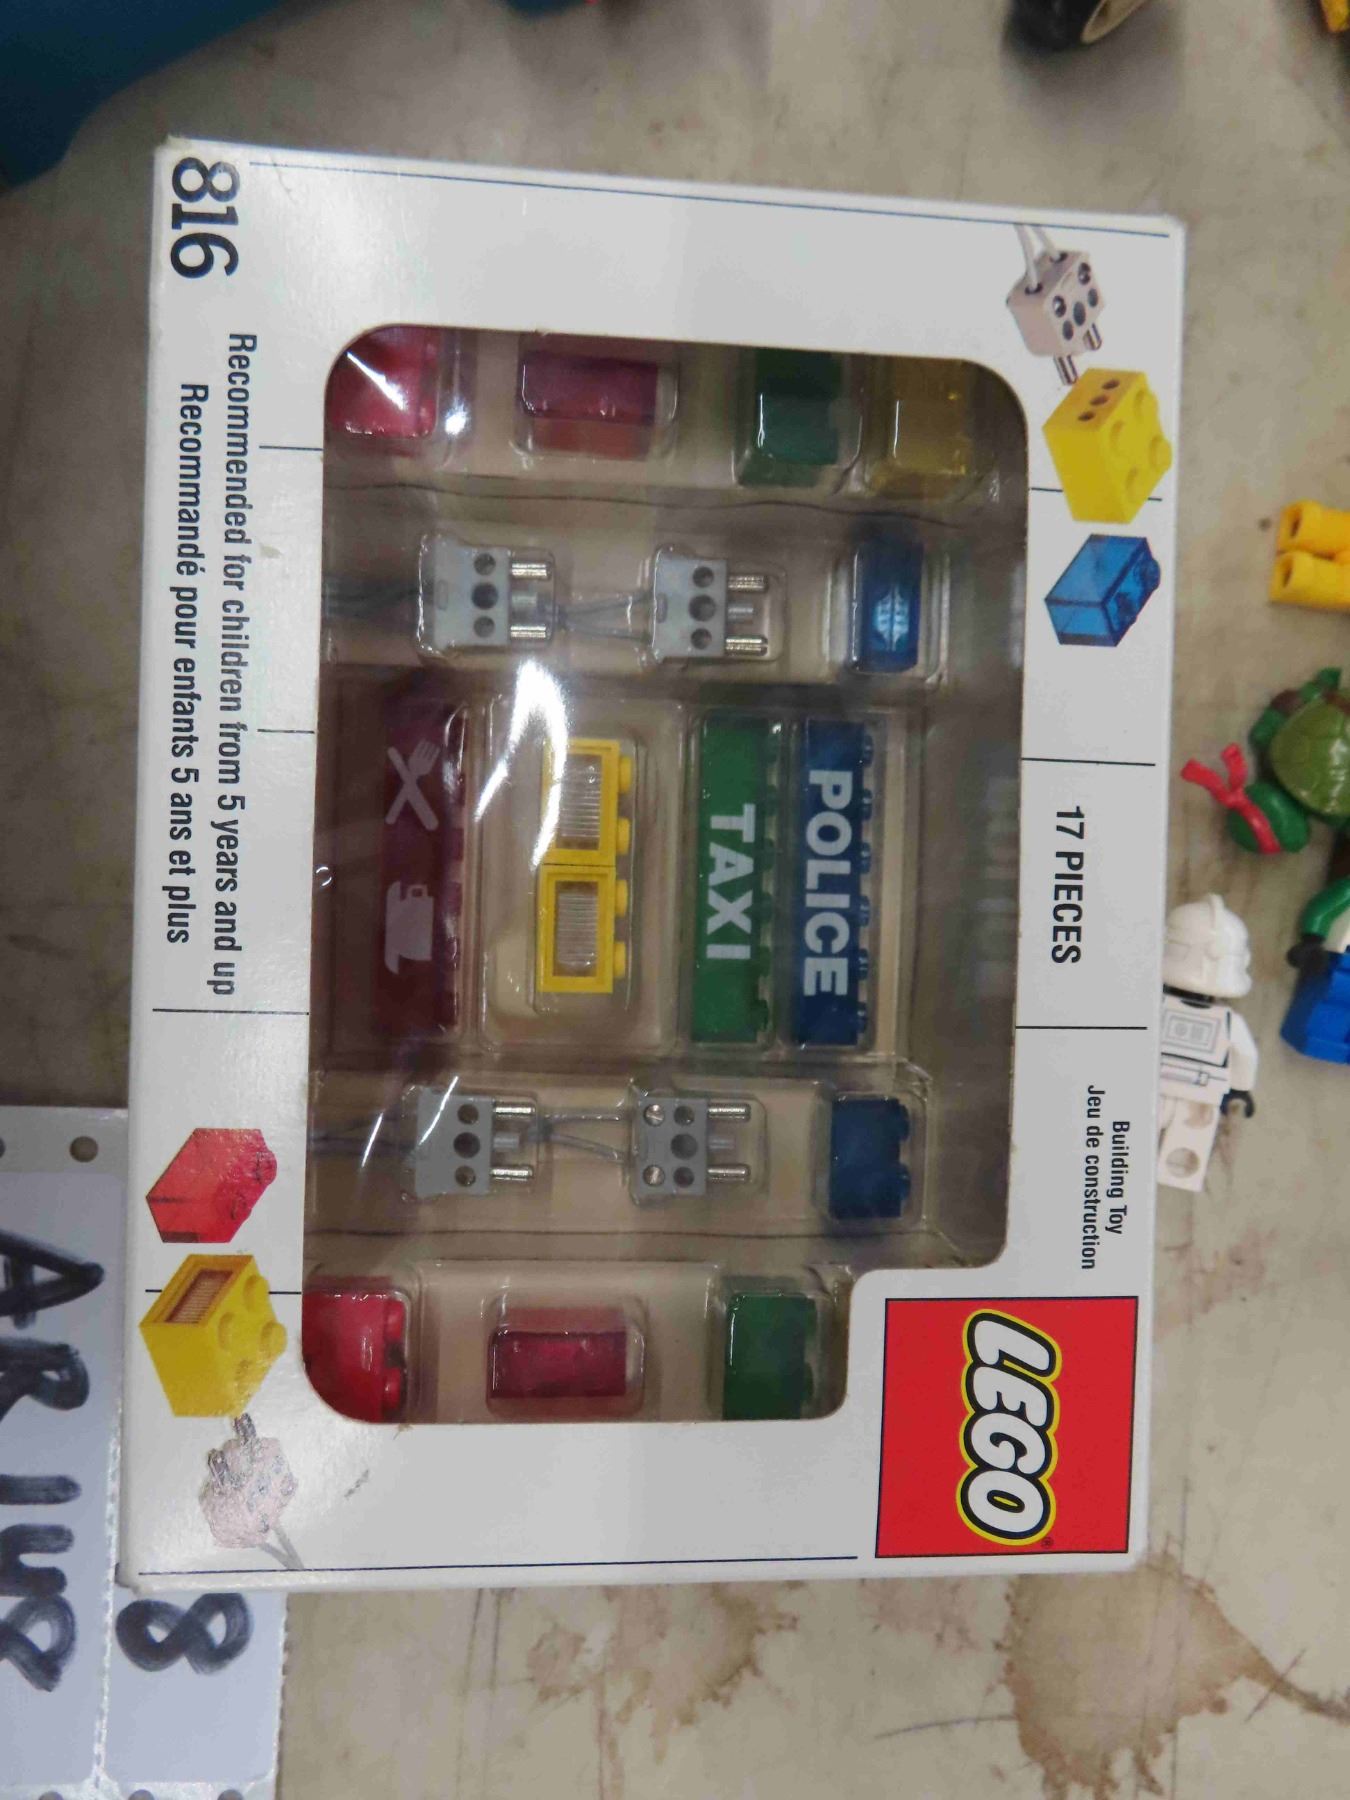 LEGO®
Building Toy
Jeu de construction
17 PIECES
POLICE
TAXI
816
Recommended for children from 5 years and up
Recommandé pour enfants 5 ans et plus
8